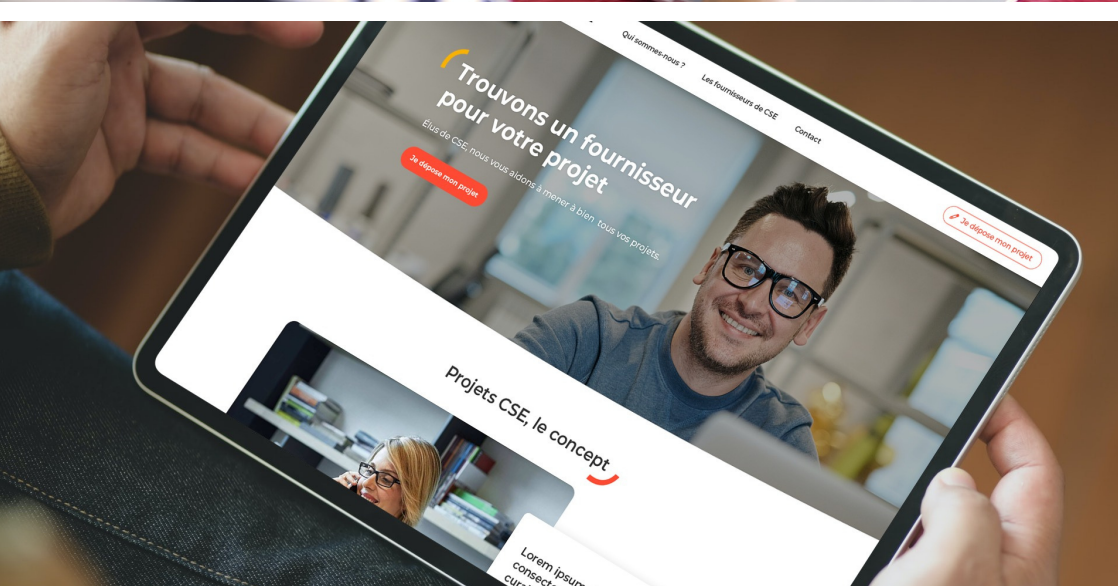 Qui sommes-nous ?
Les fournisseurs de CSE
Contact
Je dépose mon projet
Trouvons un fournisseur
pour votre projet
Élus de CSE, nous vous aidons à mener à bien tous vos projets.
Je dépose mon projet
Projets CSE, le concept
Lorem ipsum